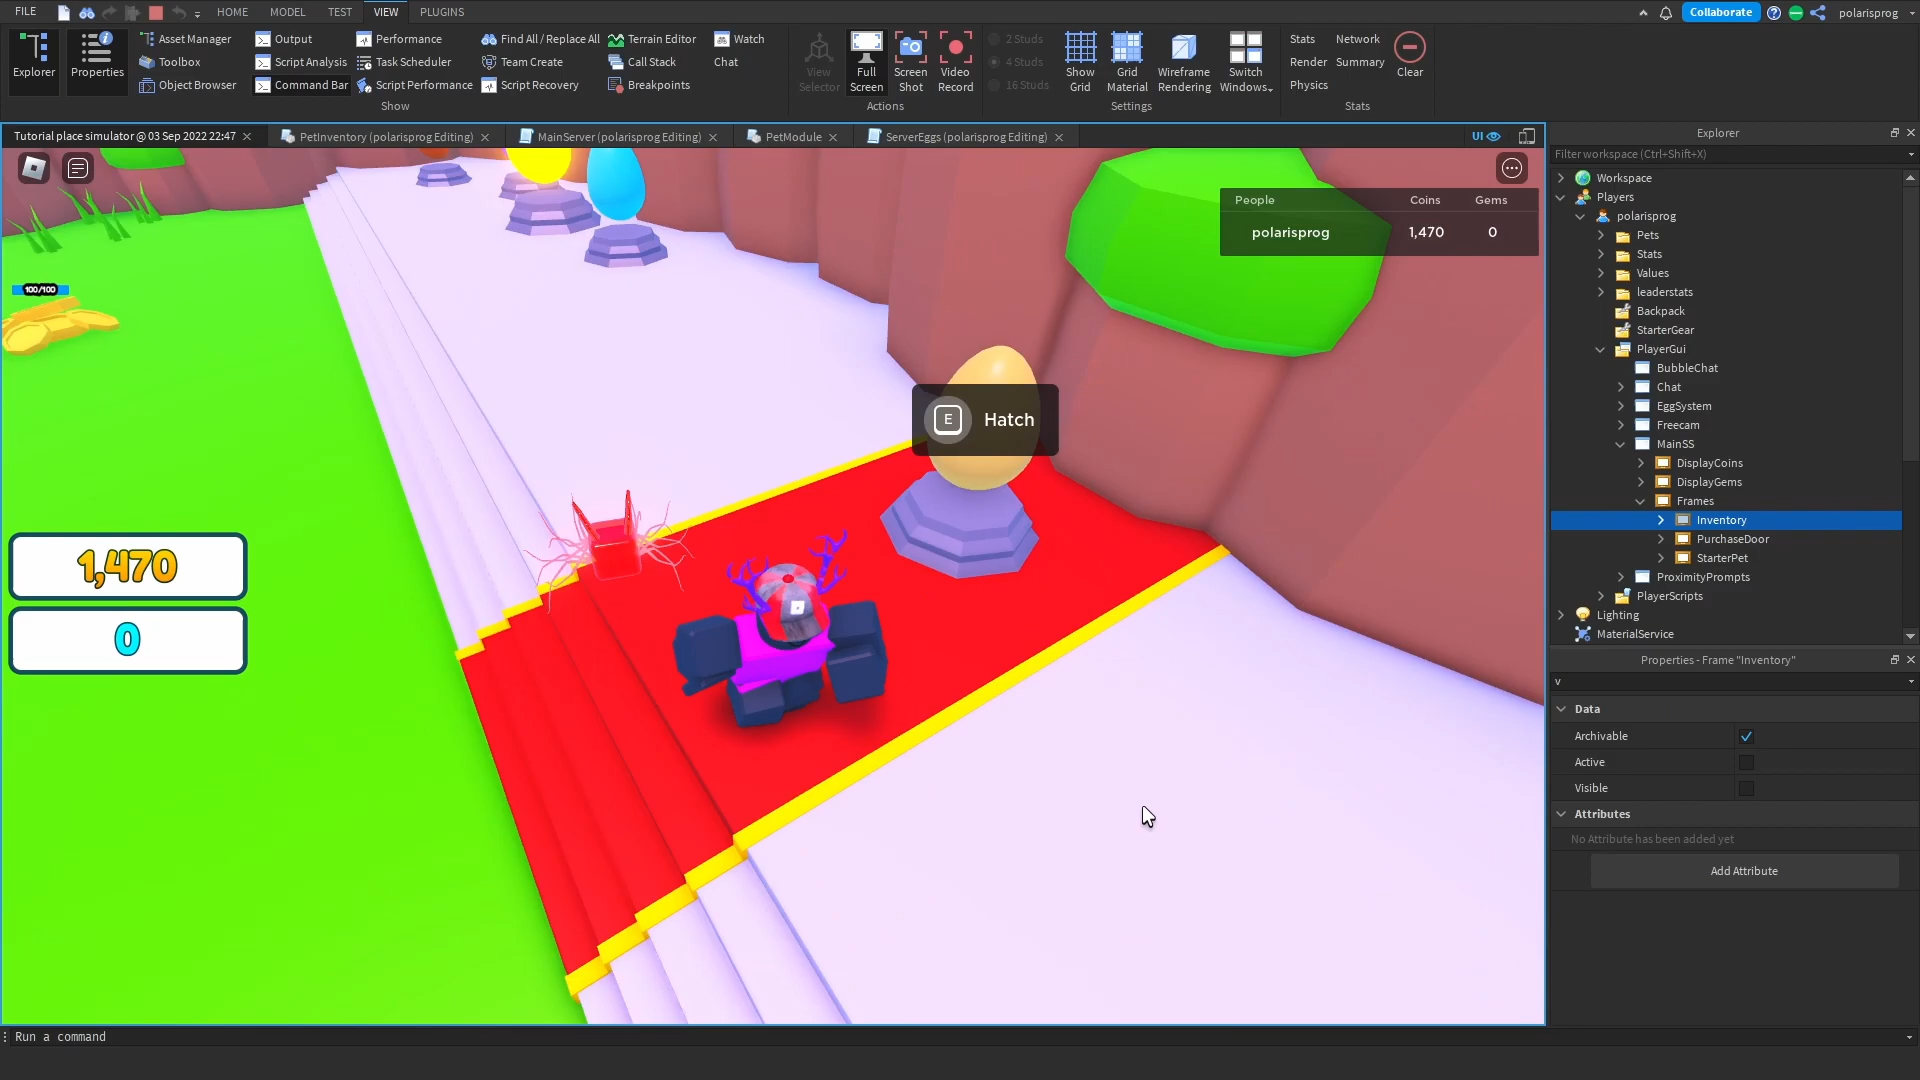 FILE HOME MODEL TEST VIEW PLUGINS Collaborate polarisprog
Explorer
Properties
Asset Manager
Toolbox
Object Browser
Output
Script Analysis
Command Bar
Performance
Task Scheduler
Script Performance
Find All / Replace All
Team Create
Script Recovery
Terrain Editor
Call Stack
Breakpoints
Watch
Chat
Show
View
Selector
Full
Screen
Screen
Shot
Video
Record
Actions
2 Studs
4 Studs
16 Studs
Show
Grid
Grid
Material
Wireframe
Rendering
Switch
Windows
Settings
Stats
Render
Physics
Network
Summary
Clear
Stats
Tutorial place simulator @ 03 Sep 2022 22:47
PetInventory (polarisprog Editing)
MainServer (polarisprog Editing)
PetModule
ServerEggs (polarisprog Editing)
UI
People Coins Gems
polarisprog 1,470 0
100/100
E Hatch
1,470
0
Explorer
Filter workspace (Ctrl+Shift+X)
Workspace
Players
polarisprog
Pets
Stats
Values
leaderstats
Backpack
StarterGear
PlayerGui
BubbleChat
Chat
EggSystem
Freecam
MainSS
DisplayCoins
DisplayGems
Frames
Inventory
PurchaseDoor
StarterPet
ProximityPrompts
PlayerScripts
Lighting
MaterialService
Properties - Frame "Inventory"
v
Data
Archivable
Active
Visible
Attributes
No Attribute has been added yet
Add Attribute
Run a command